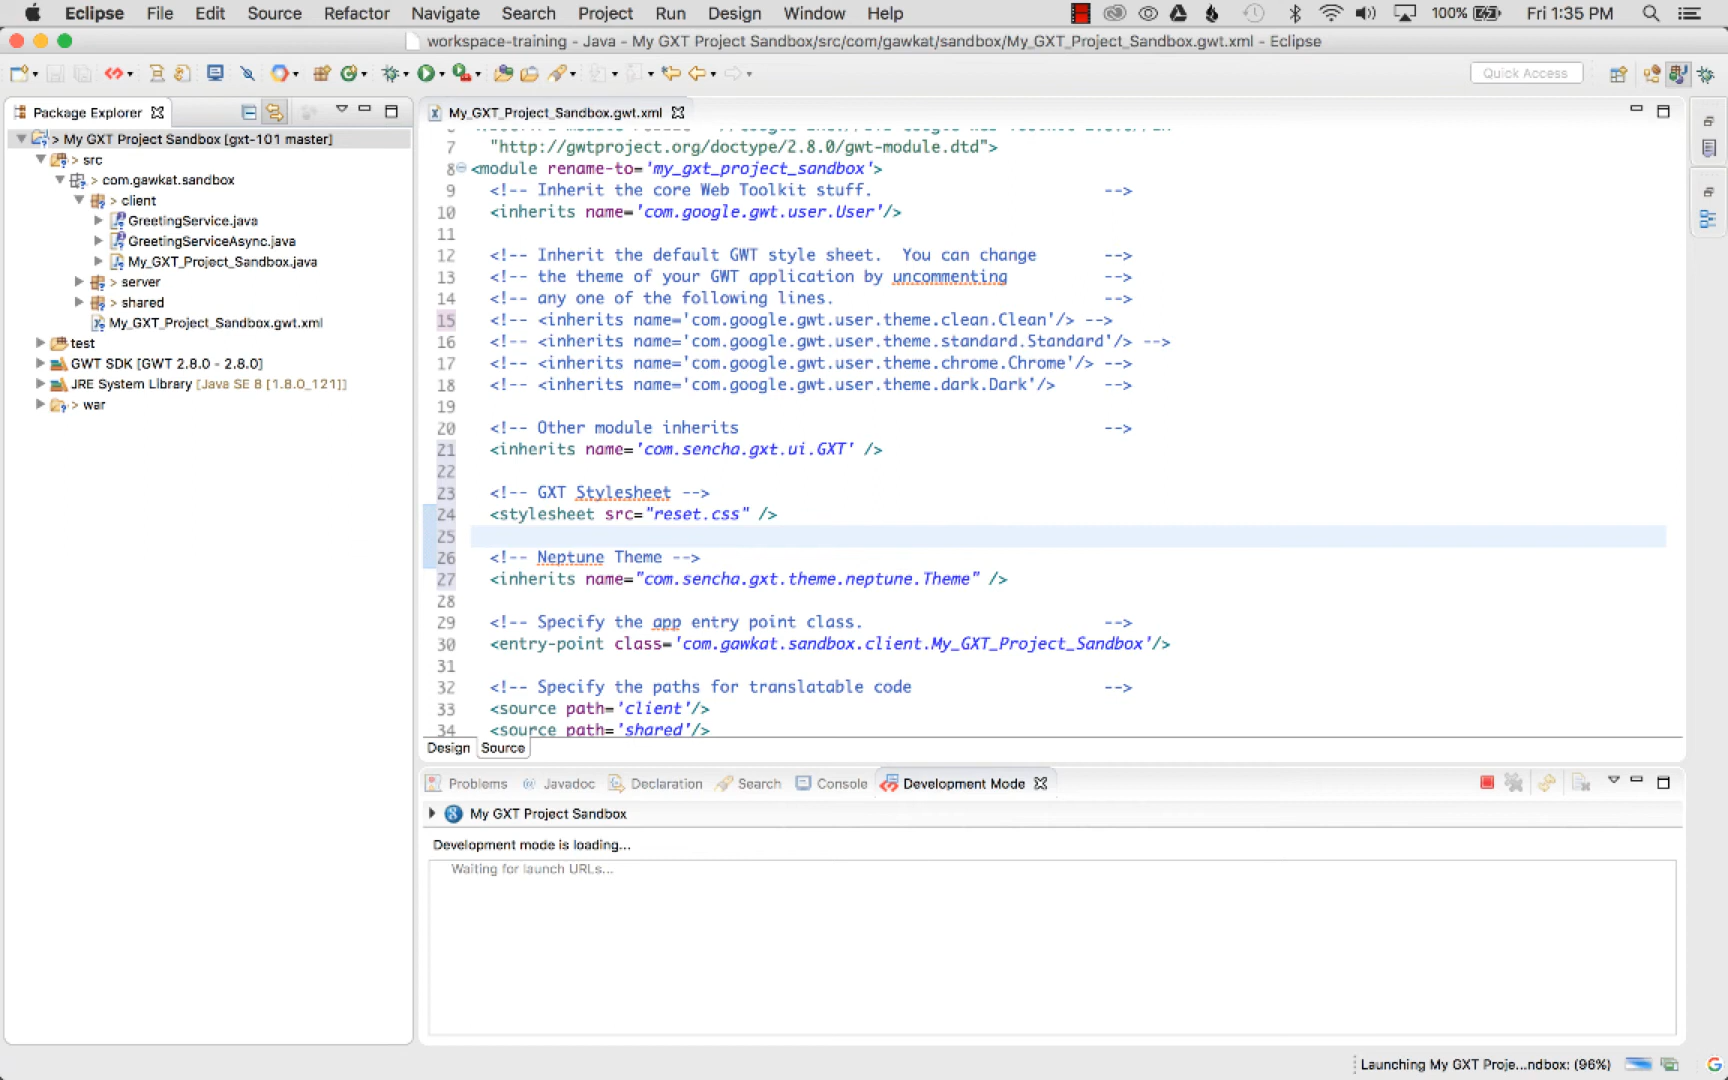 Eclipse File Edit Source Refactor Navigate Search Project Run Design Window Help 100% Fri 1:35 PM
workspace-training - Java - My GXT Project Sandbox/src/com/gawkat/sandbox/My_GXT_Project_Sandbox.gwt.xml - Eclipse
Quick Access
Package Explorer
> My GXT Project Sandbox [gxt-101 master]
> src
> com.gawkat.sandbox
> client
GreetingService.java
GreetingServiceAsync.java
My_GXT_Project_Sandbox.java
> server
> shared
My_GXT_Project_Sandbox.gwt.xml
test
GWT SDK [GWT 2.8.0 - 2.8.0]
JRE System Library [Java SE 8 [1.8.0_121]]
> war
My_GXT_Project_Sandbox.gwt.xml
7 "http://gwtproject.org/doctype/2.8.0/gwt-module.dtd">
8 <module rename-to='my_gxt_project_sandbox'>
9 <!-- Inherit the core Web Toolkit stuff. -->
10 <inherits name='com.google.gwt.user.User'/>
11
12 <!-- Inherit the default GWT style sheet. You can change -->
13 <!-- the theme of your GWT application by uncommenting -->
14 <!-- any one of the following lines. -->
15 <!-- <inherits name='com.google.gwt.user.theme.clean.Clean'/> -->
16 <!-- <inherits name='com.google.gwt.user.theme.standard.Standard'/> -->
17 <!-- <inherits name='com.google.gwt.user.theme.chrome.Chrome'/> -->
18 <!-- <inherits name='com.google.gwt.user.theme.dark.Dark'/> -->
19
20 <!-- Other module inherits -->
21 <inherits name='com.sencha.gxt.ui.GXT' />
22
23 <!-- GXT Stylesheet -->
24 <stylesheet src="reset.css" />
25
26 <!-- Neptune Theme -->
27 <inherits name="com.sencha.gxt.theme.neptune.Theme" />
28
29 <!-- Specify the app entry point class. -->
30 <entry-point class='com.gawkat.sandbox.client.My_GXT_Project_Sandbox'/>
31
32 <!-- Specify the paths for translatable code -->
33 <source path='client'/>
34 <source path='shared'/>
Design Source
Problems Javadoc Declaration Search Console Development Mode
My GXT Project Sandbox
Development mode is loading...
Waiting for launch URLs...
Launching My GXT Proje...ndbox: (96%)